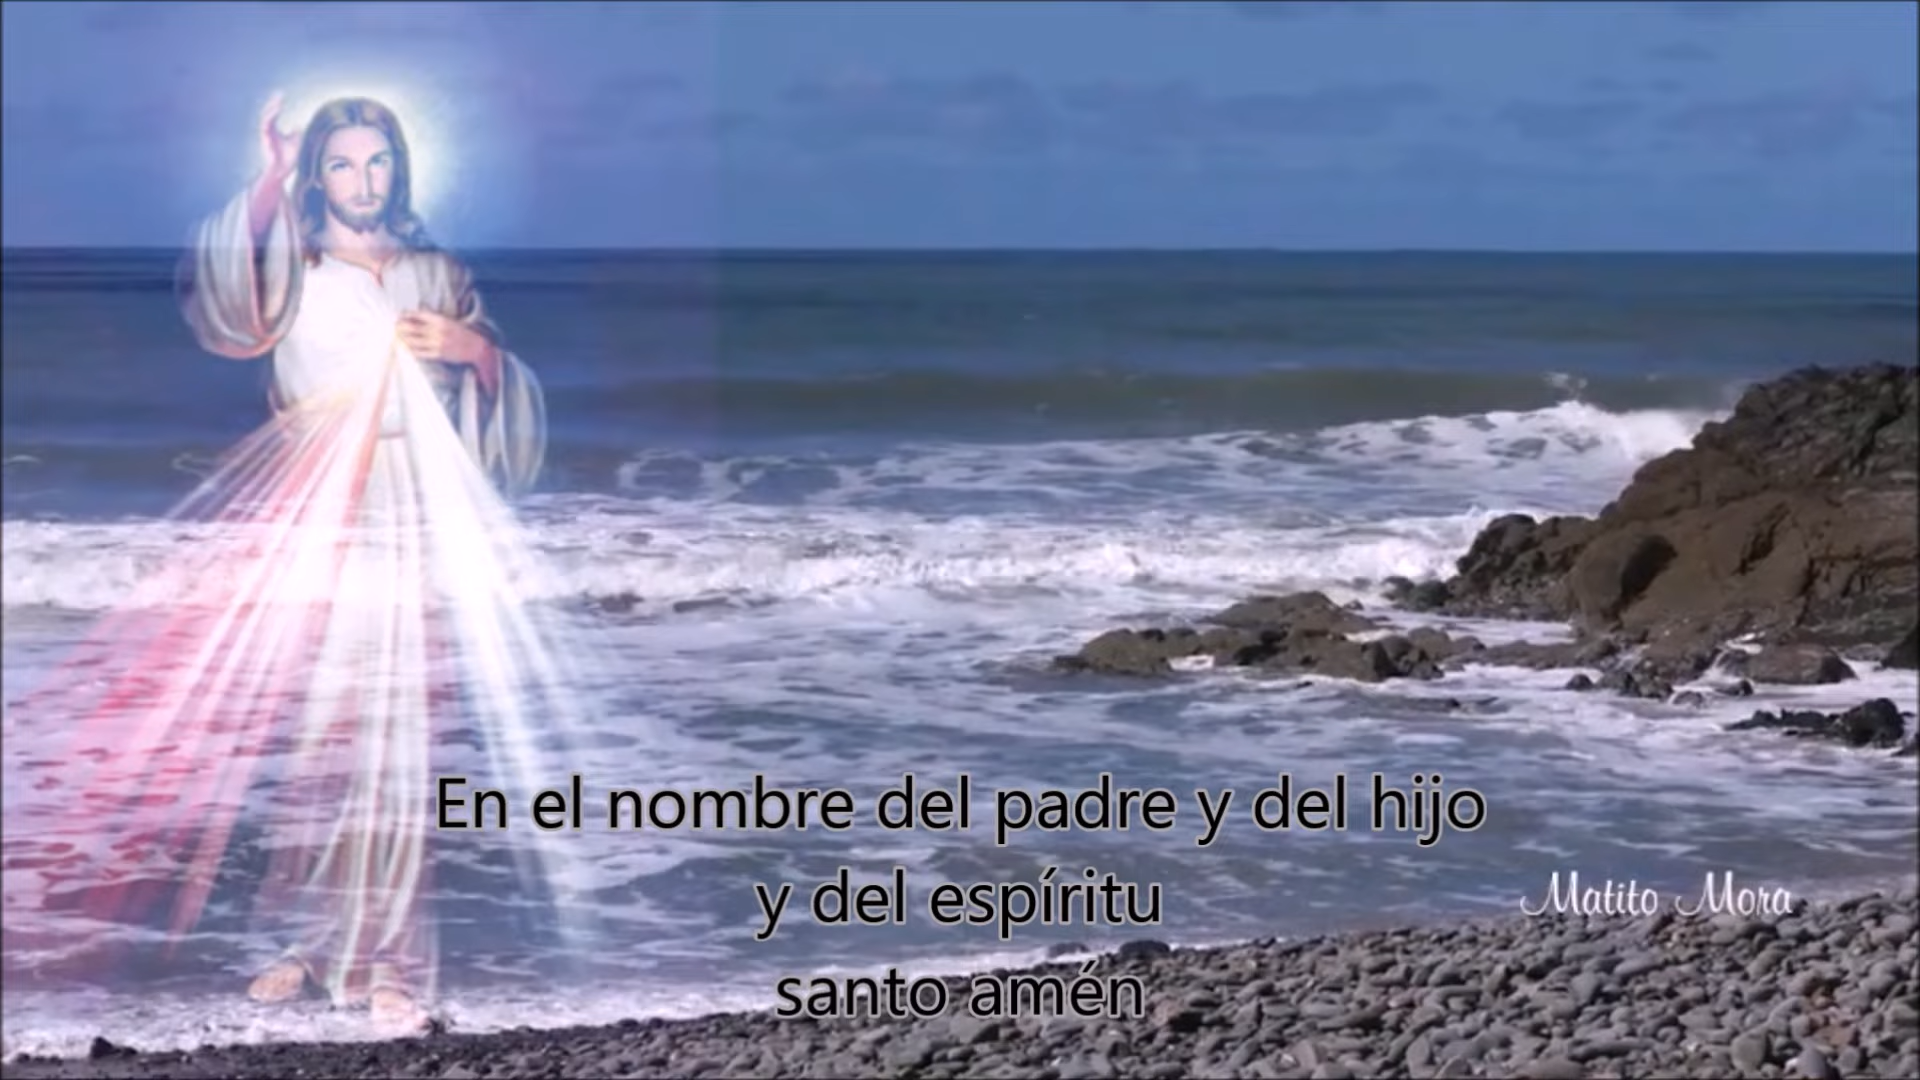 En el nombre del padre y del hijo
y del espíritu
Matito Mora
santo amén